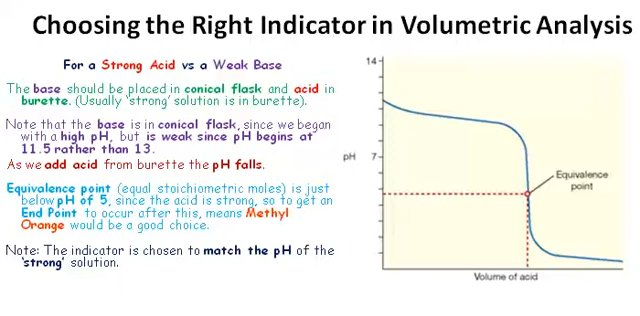 Choosing the Right Indicator in Volumetric Analysis
For a Strong Acid vs a Weak Base
The base should be placed in conical flask and acid in
burette. (Usually 'strong' solution is in burette).
Note that the base is in conical flask, since we began
with a high pH, but is weak since pH begins at
11.5 rather than 13.
As we add acid from burette the pH falls.
Equivalence point (equal stoichiometric moles) is just
below pH of 5, since the acid is strong, so to get an
End Point to occur after this, means Methyl
Orange would be a good choice.
Note: The indicator is chosen to match the pH of the
'strong' solution.
14
pH
7
Equivalence
point
Volume of acid